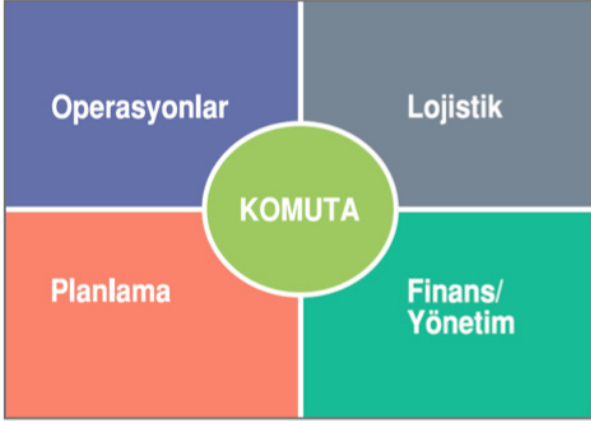 Operasyonlar
Lojistik
KOMUTA
Planlama
Finans/
Yönetim